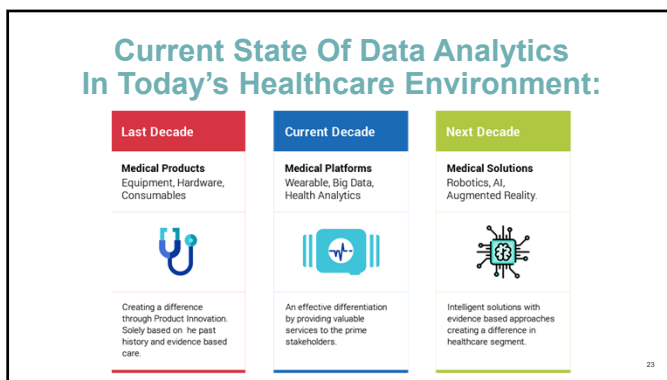 Current State Of Data Analytics
In Today's Healthcare Environment:
Last Decade
Medical Products
Equipment, Hardware,
Consumables
Creating a difference
through Product Innovation.
Solely based on he past
history and evidence based
care.
Current Decade
Medical Platforms
Wearable, Big Data,
Health Analytics
An effective differentiation
by providing valuable
services to the prime
stakeholders.
Next Decade
Medical Solutions
Robotics, AI,
Augmented Reality.
Intelligent solutions with
evidence based approaches
creating a difference in
healthcare segment.
23